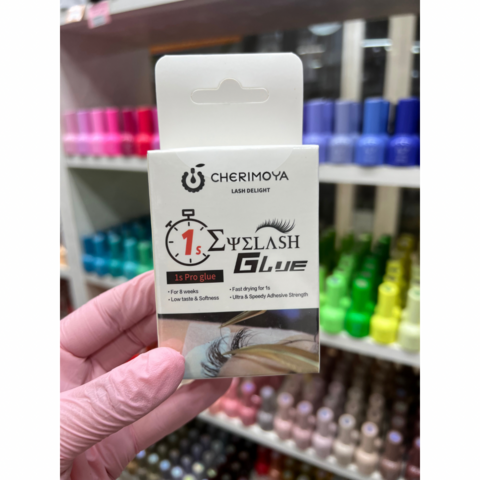 CHERIMOYA
LASH DELIGHT
1s ΣΨELASH
GLUE
1s Pro glue
• For 8 weeks
• Low taste & Softness
• Fast drying for 1s
• Ultra & Speedy Adhesive Strength